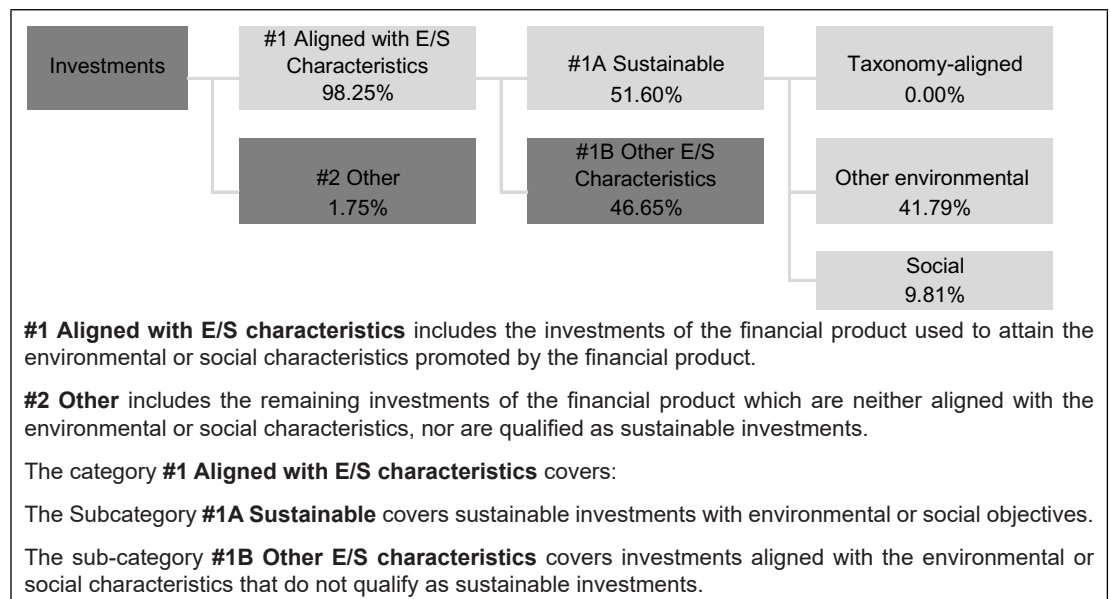 Investments
#1 Aligned with E/S
Characteristics
98.25%
#1A Sustainable
51.60%
Taxonomy-aligned
0.00%
#2 Other
1.75%
#1B Other E/S
Characteristics
46.65%
Other environmental
41.79%
Social
9.81%
#1 Aligned with E/S characteristics includes the investments of the financial product used to attain the
environmental or social characteristics promoted by the financial product.
#2 Other includes the remaining investments of the financial product which are neither aligned with the
environmental or social characteristics, nor are qualified as sustainable investments.
The category #1 Aligned with E/S characteristics covers:
The Subcategory #1A Sustainable covers sustainable investments with environmental or social objectives.
The sub-category #1B Other E/S characteristics covers investments aligned with the environmental or
social characteristics that do not qualify as sustainable investments.